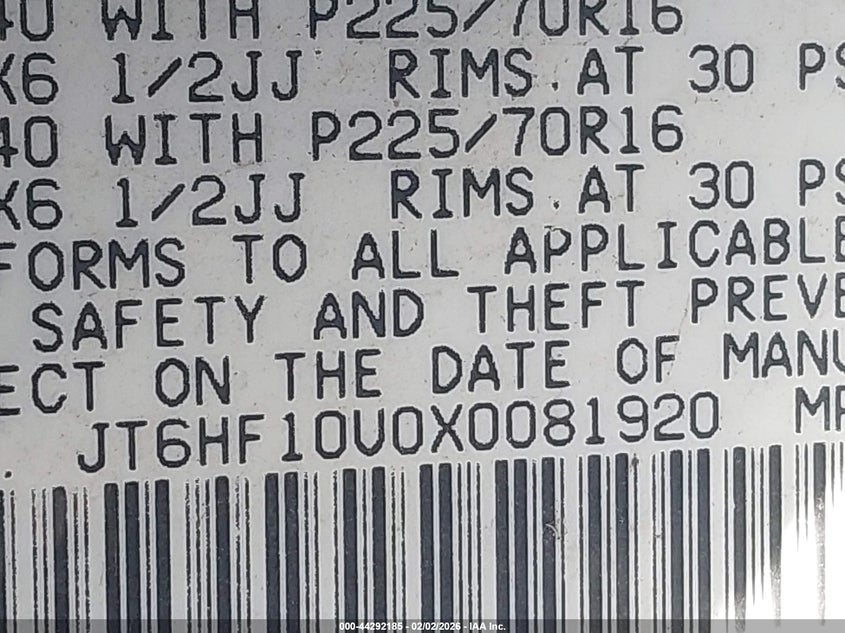 40 WITH P225/70R16
X6 1/2JJ RIMS AT 30 PS
40 WITH P225/70R16
X6 1/2JJ RIMS AT 30 PS
FORMS TO ALL APPLICABLE
SAFETY AND THEFT PREVE
ECT ON THE DATE OF MANU
. JT6HF10U0X0081920 MP
000-44292185 - 02/02/2026 - IAA Inc.